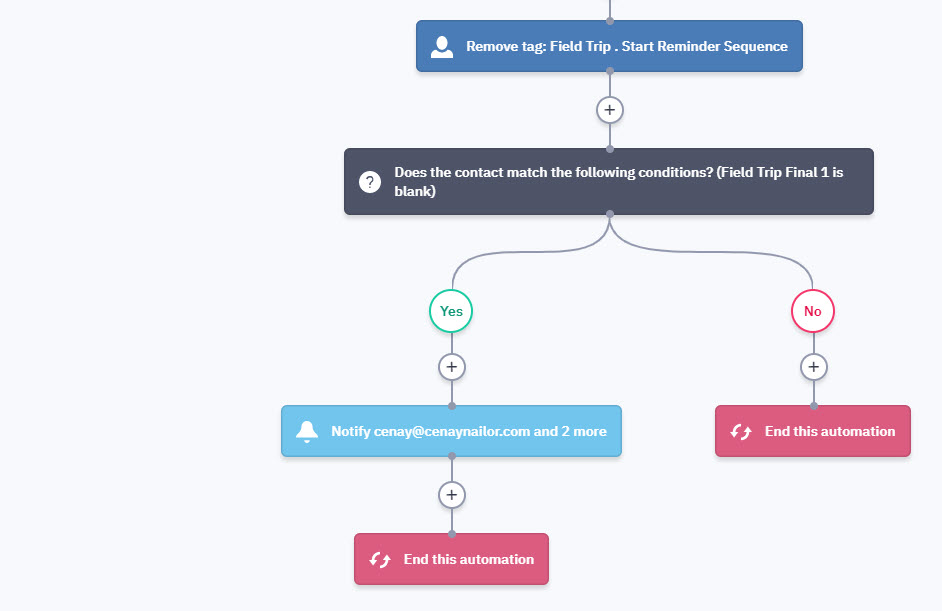 Remove tag: Field Trip . Start Reminder Sequence
+
? Does the contact match the following conditions? (Field Trip Final 1 is
blank)
Yes
No
+
+
Notify cenay@cenaynailor.com and 2 more
End this automation
+
End this automation